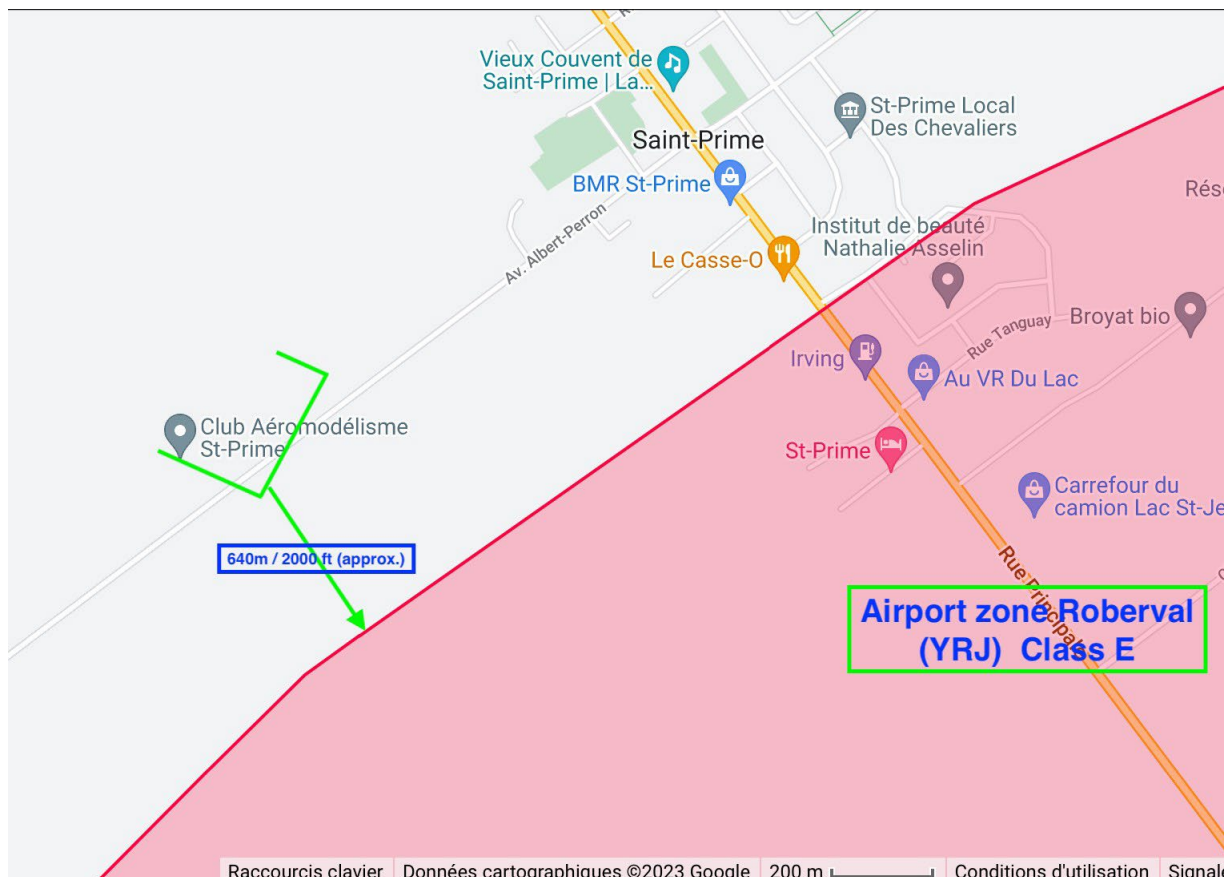 Vieux Couvent de
Saint-Prime | La...
St-Prime Local
Des Chevaliers
Saint-Prime
BMR St-Prime
Rés
Av. Albert-Perron
Institut de beauté
Nathalie Asselin
Le Casse-O
Broyat bio
Rue Tanguay
Irving
Au VR Du Lac
Club Aéromodélisme
St-Prime
St-Prime
Carrefour du
camion Lac St-Je
640m / 2000 ft (approx.)
Rue Principale
Airport zone Roberval
(YRJ) Class E
Raccourcis clavier
Données cartographiques ©2023 Google
200 m
Conditions d'utilisation
Signale